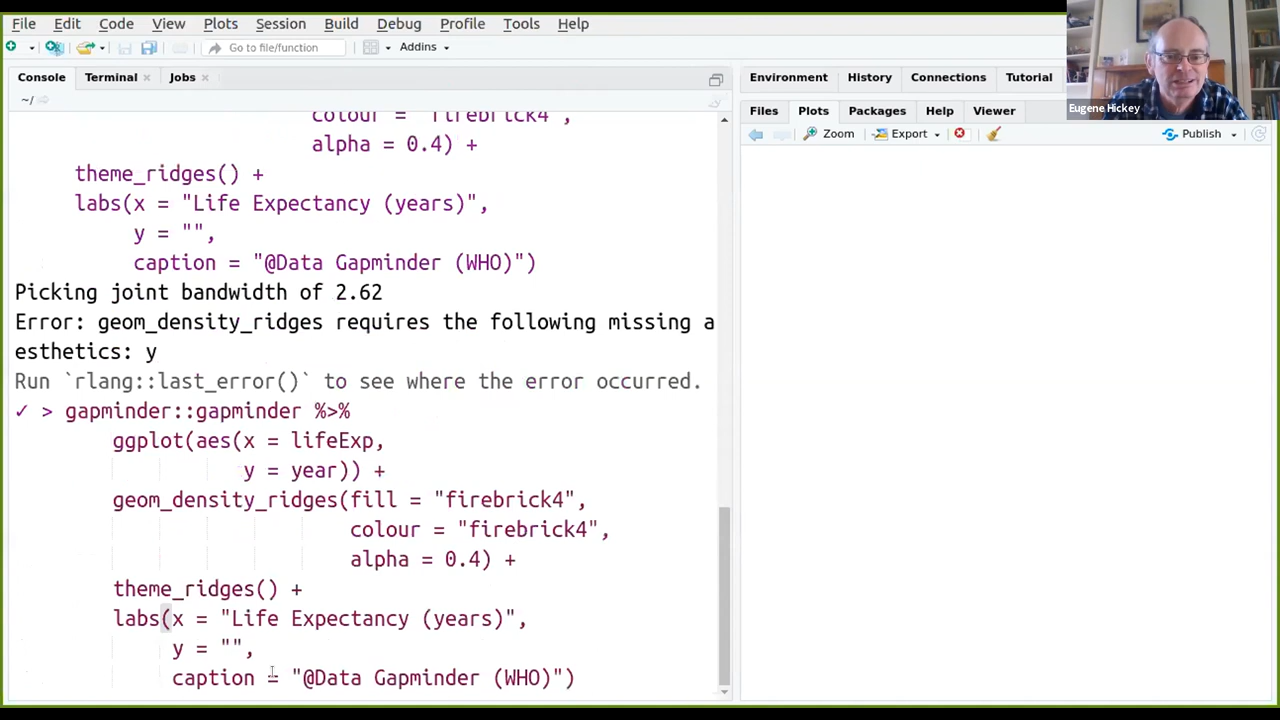 File Edit Code View Plots Session Build Debug Profile Tools Help
Go to file/function Addins
Console Terminal Jobs
Environment History Connections Tutorial
Eugene Hickey
~/
Files Plots Packages Help Viewer
Zoom Export Publish
colour = "firebrick4",
alpha = 0.4) +
theme_ridges() +
labs(x = "Life Expectancy (years)",
y = "",
caption = "@Data Gapminder (WHO)")
Picking joint bandwidth of 2.62
Error: geom_density_ridges requires the following missing a
esthetics: y
Run `rlang::last_error()` to see where the error occurred.
✓ > gapminder::gapminder %>%
ggplot(aes(x = lifeExp,
y = year)) +
geom_density_ridges(fill = "firebrick4",
colour = "firebrick4",
alpha = 0.4) +
theme_ridges() +
labs(x = "Life Expectancy (years)",
y = "",
caption = "@Data Gapminder (WHO)")